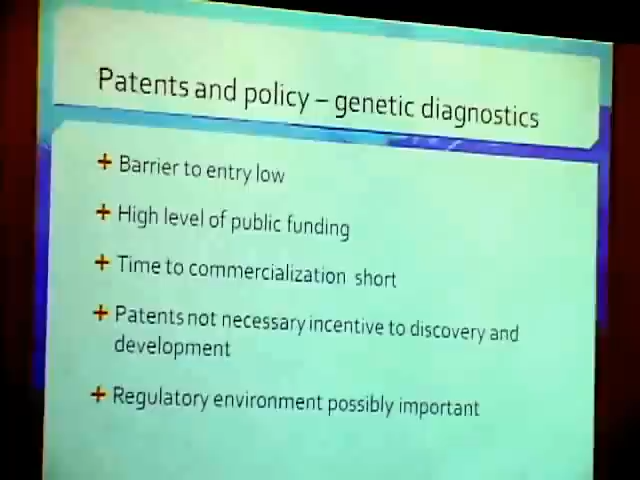 Patents and policy – genetic diagnostics
+ Barrier to entry low
+ High level of public funding
+ Time to commercialization short
+ Patents not necessary incentive to discovery and
development
+ Regulatory environment possibly important